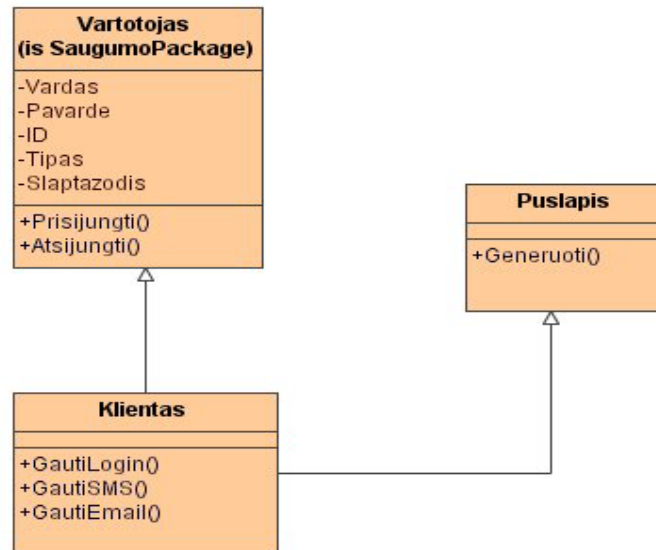 Vartotojas
(is SaugumoPackage)
-Vardas
-Pavarde
-ID
-Tipas
-Slaptazodis
+Prisijungti()
+Atsijungti()
Puslapis
+Generuoti()
Klientas
+GautiLogin()
+GautiSMS()
+GautiEmail()